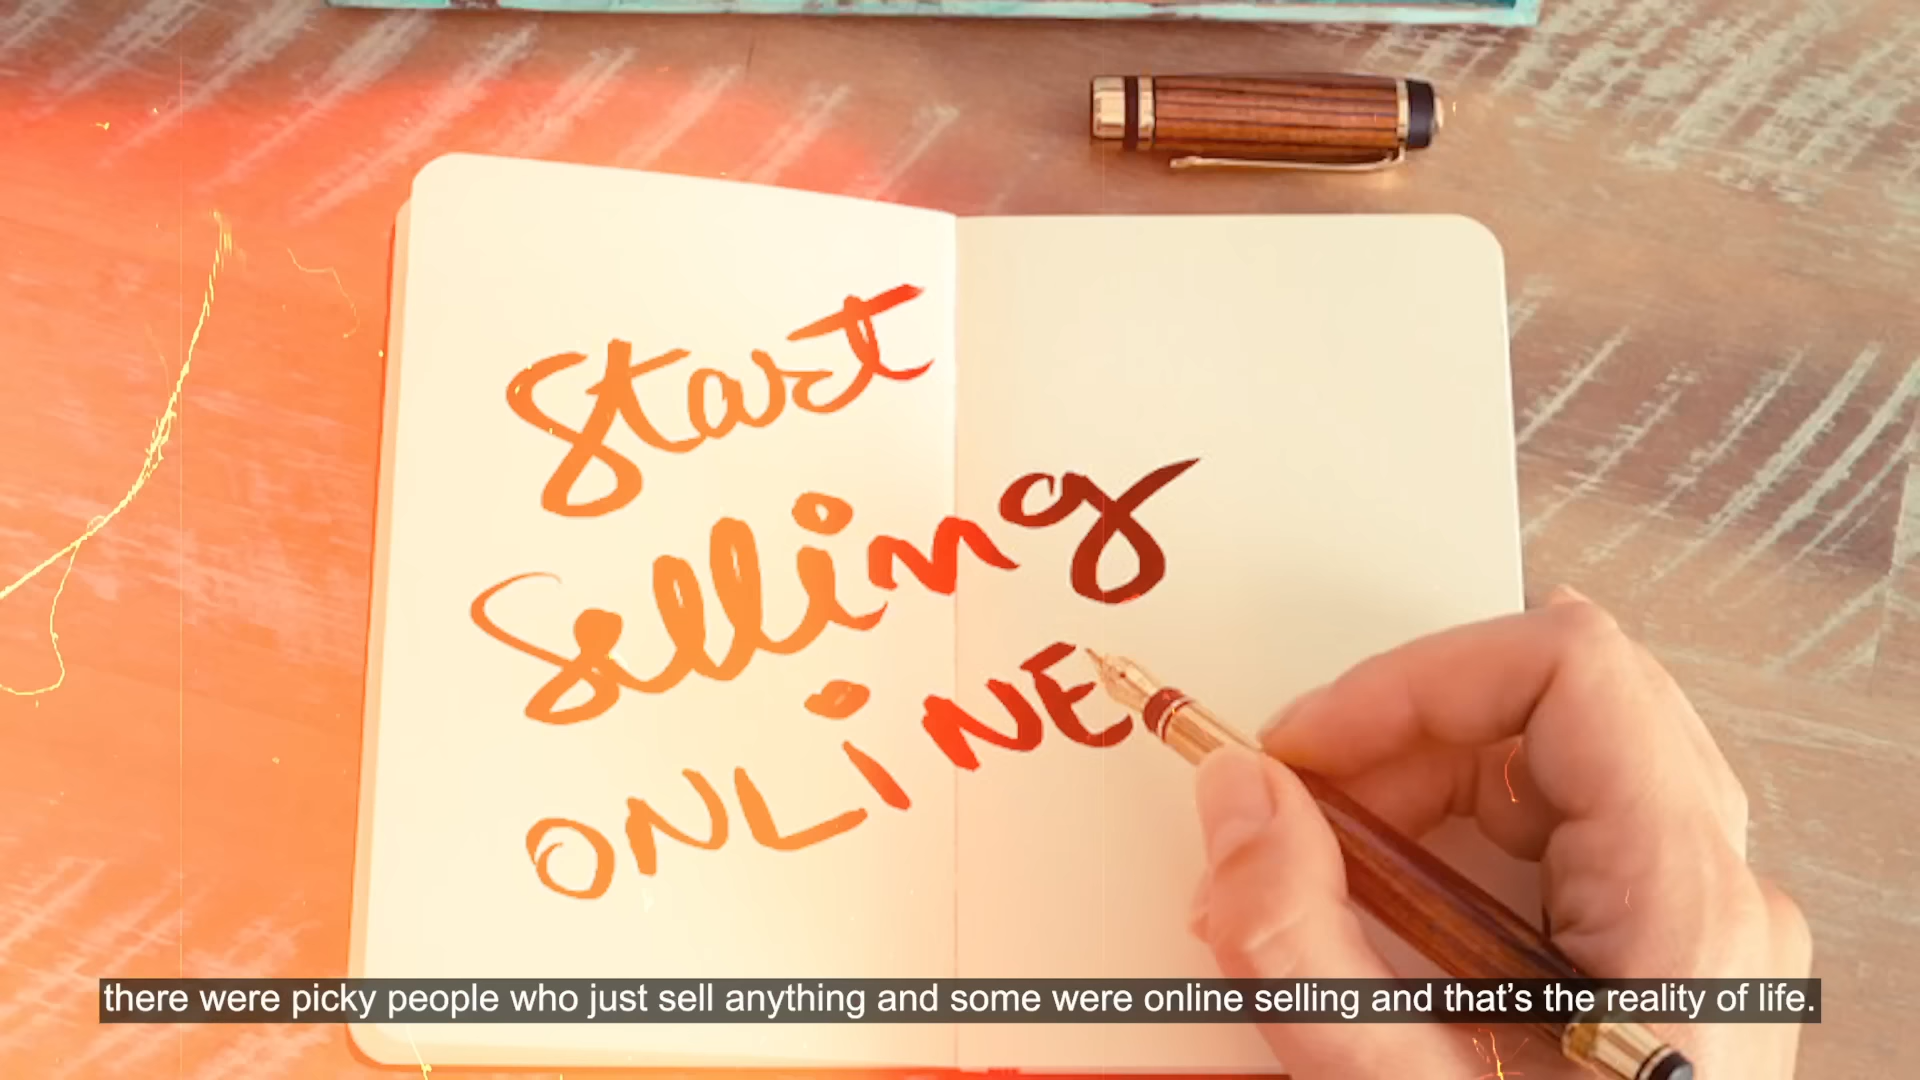 Start
Selling
ONLiNE
there were picky people who just sell anything and some were online selling and that's the reality of life.